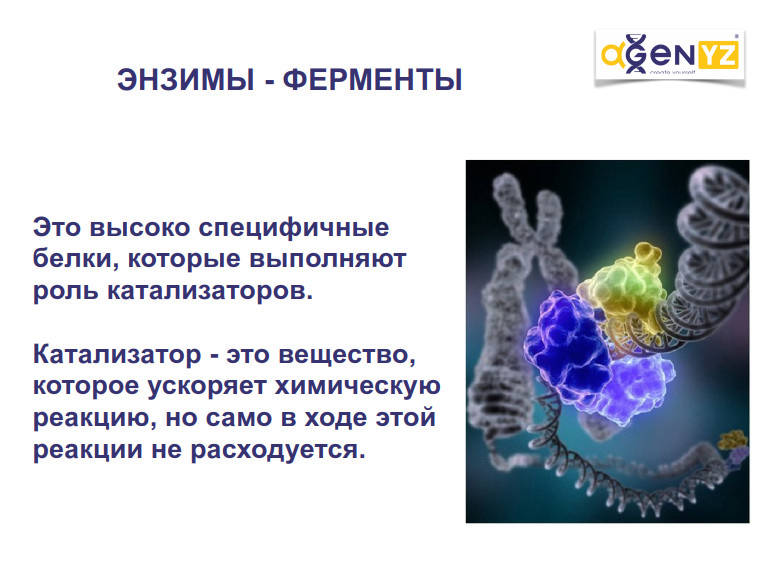 ЭНЗИМЫ - ФЕРМЕНТЫ
αGENYZ
create yourself
Это высоко специфичные
белки, которые выполняют
роль катализаторов.
Катализатор - это вещество,
которое ускоряет химическую
реакцию, но само в ходе этой
реакции не расходуется.